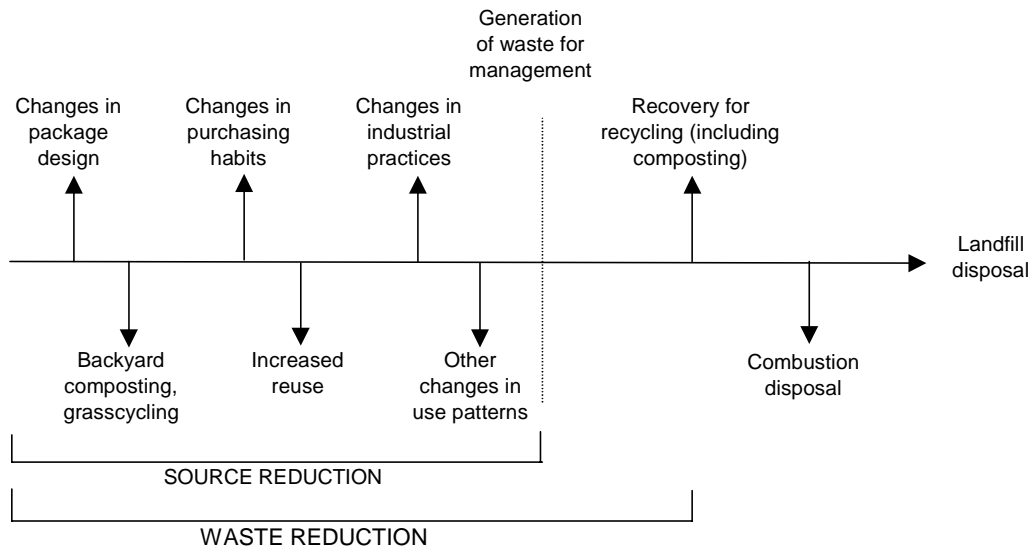 Generation
of waste for
management
Changes in
package
design
Changes in
purchasing
habits
Changes in
industrial
practices
Recovery for
recycling (including
composting)
Landfill
disposal
Backyard
composting,
grasscycling
Increased
reuse
Other
changes in
use patterns
Combustion
disposal
SOURCE REDUCTION
WASTE REDUCTION